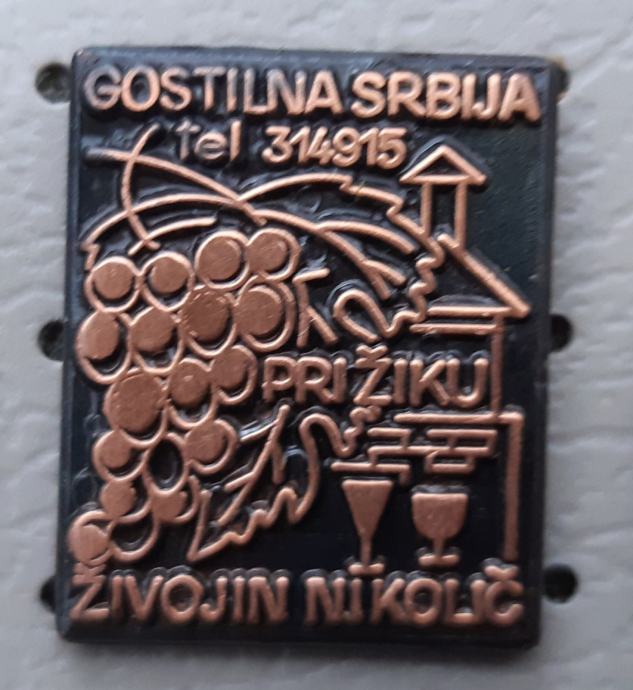 GOSTILNA SRBIJA
tel 314915
PRI ŽIKU
ŽIVOJIN NIKOLIČ